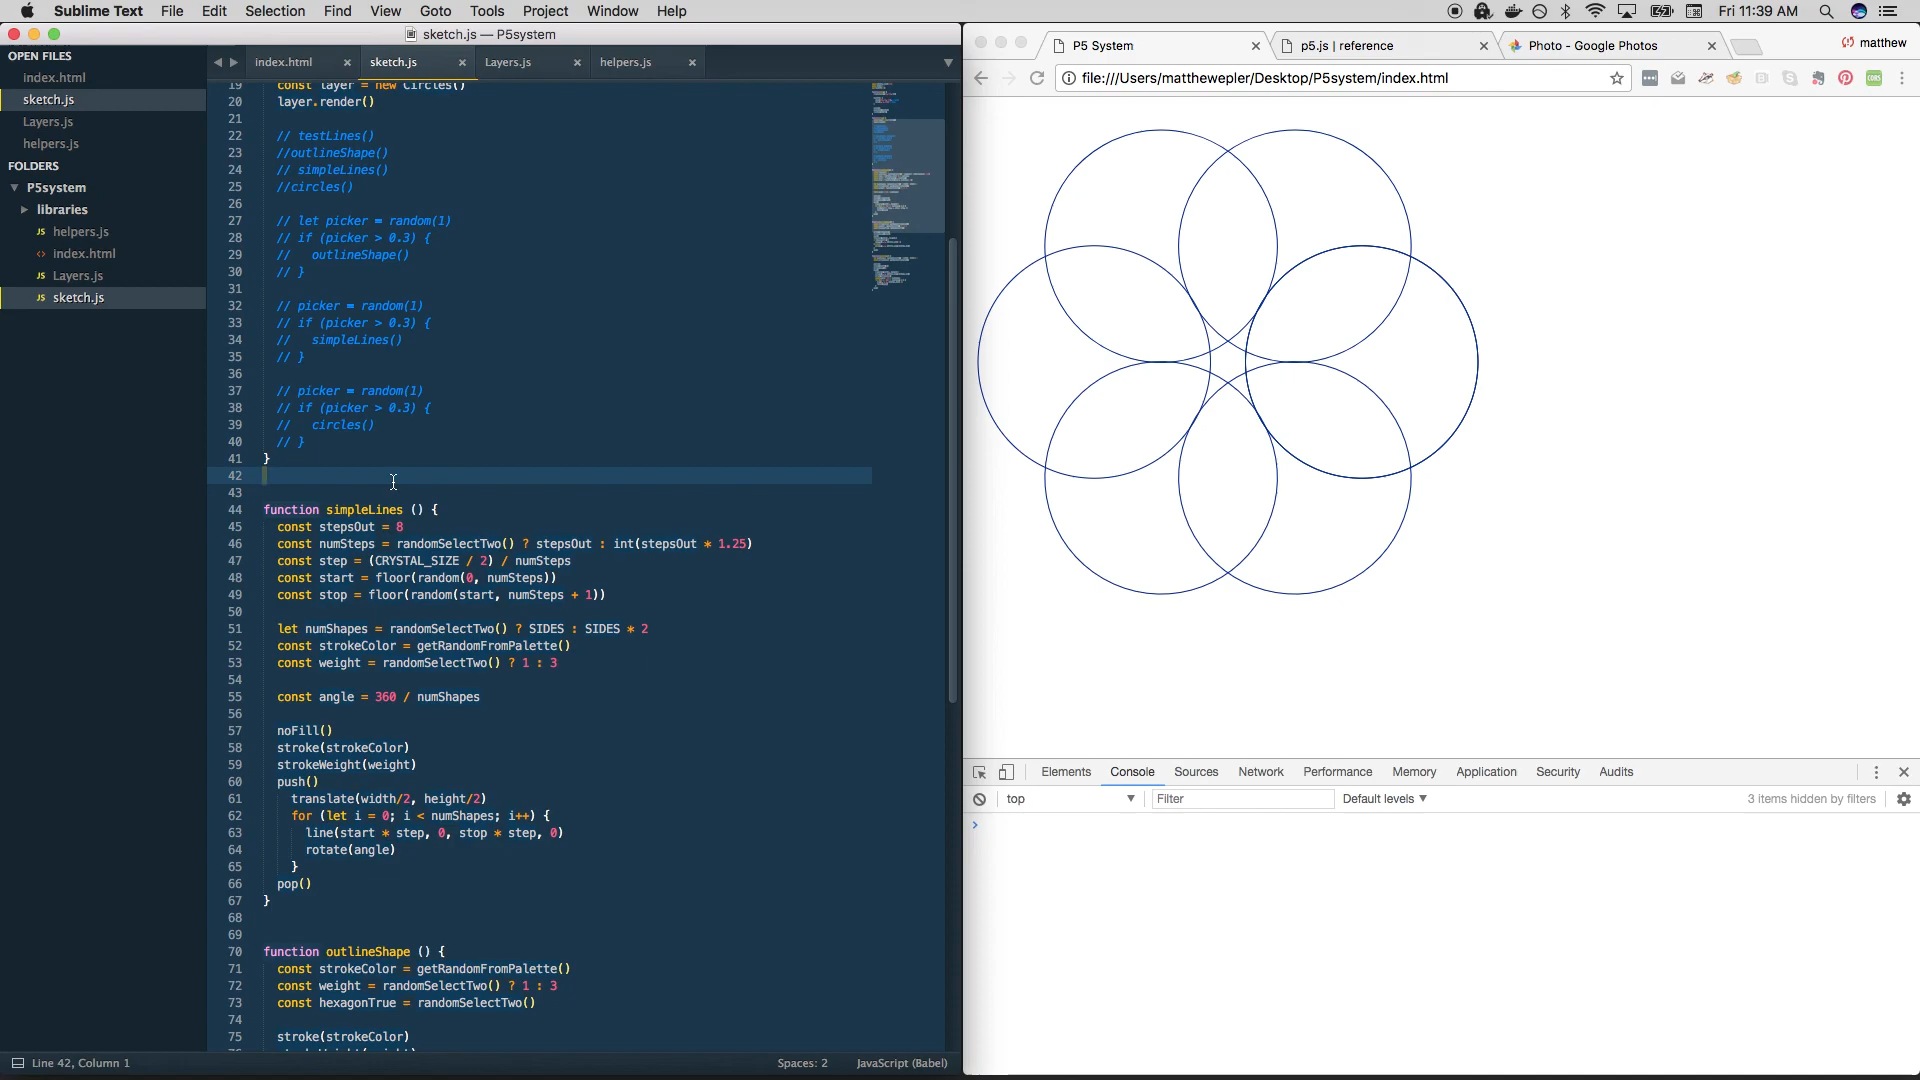 Sublime Text File Edit Selection Find View Goto Tools Project Window Help Fri 11:39 AM
sketch.js — P5system
OPEN FILES
index.html
sketch.js
Layers.js
helpers.js
FOLDERS
P5system
libraries
JS helpers.js
<> index.html
JS Layers.js
JS sketch.js
index.html sketch.js Layers.js helpers.js
19 const layer = new Circles()
20 layer.render()
21
22 // testLines()
23 //outlineShape()
24 // simpleLines()
25 //circles()
26
27 // let picker = random(1)
28 // if (picker > 0.3) {
29 //   outlineShape()
30 // }
31
32 // picker = random(1)
33 // if (picker > 0.3) {
34 //   simpleLines()
35 // }
36
37 // picker = random(1)
38 // if (picker > 0.3) {
39 //   circles()
40 // }
41 }
42
43
44 function simpleLines () {
45 const stepsOut = 8
46 const numSteps = randomSelectTwo() ? stepsOut : int(stepsOut * 1.25)
47 const step = (CRYSTAL_SIZE / 2) / numSteps
48 const start = floor(random(0, numSteps))
49 const stop = floor(random(start, numSteps + 1))
50
51 let numShapes = randomSelectTwo() ? SIDES : SIDES * 2
52 const strokeColor = getRandomFromPalette()
53 const weight = randomSelectTwo() ? 1 : 3
54
55 const angle = 360 / numShapes
56
57 noFill()
58 stroke(strokeColor)
59 strokeWeight(weight)
60 push()
61 translate(width/2, height/2)
62 for (let i = 0; i < numShapes; i++) {
63 line(start * step, 0, stop * step, 0)
64 rotate(angle)
65 }
66 pop()
67 }
68
69
70 function outlineShape () {
71 const strokeColor = getRandomFromPalette()
72 const weight = randomSelectTwo() ? 1 : 3
73 const hexagonTrue = randomSelectTwo()
74
75 stroke(strokeColor)
Line 42, Column 1 Spaces: 2 JavaScript (Babel)
P5 System p5.js | reference Photo - Google Photos matthew
file:///Users/matthewepler/Desktop/P5system/index.html
Elements Console Sources Network Performance Memory Application Security Audits
top Filter Default levels 3 items hidden by filters